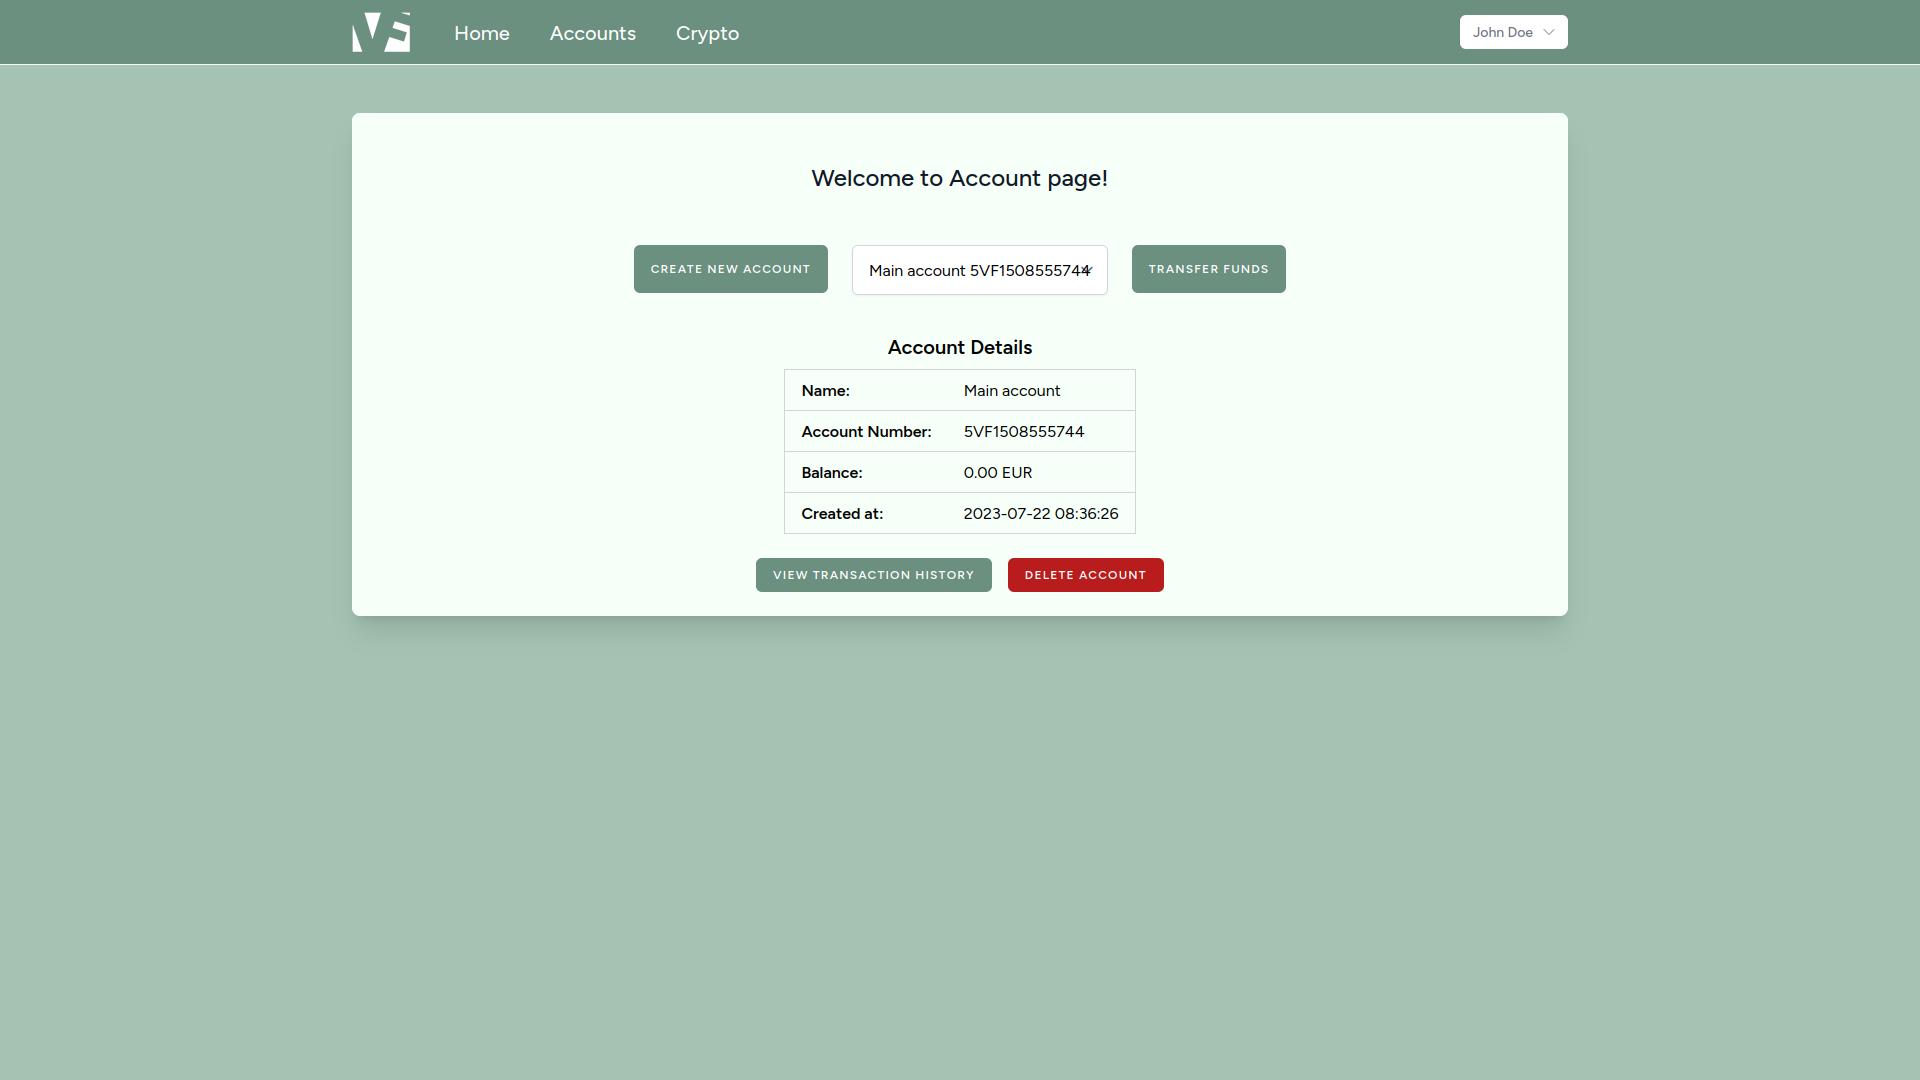 VF
Home
Accounts
Crypto
John Doe
Welcome to Account page!
CREATE NEW ACCOUNT
Main account 5VF1508555744
TRANSFER FUNDS
Account Details
Name: Main account
Account Number: 5VF1508555744
Balance: 0.00 EUR
Created at: 2023-07-22 08:36:26
VIEW TRANSACTION HISTORY
DELETE ACCOUNT